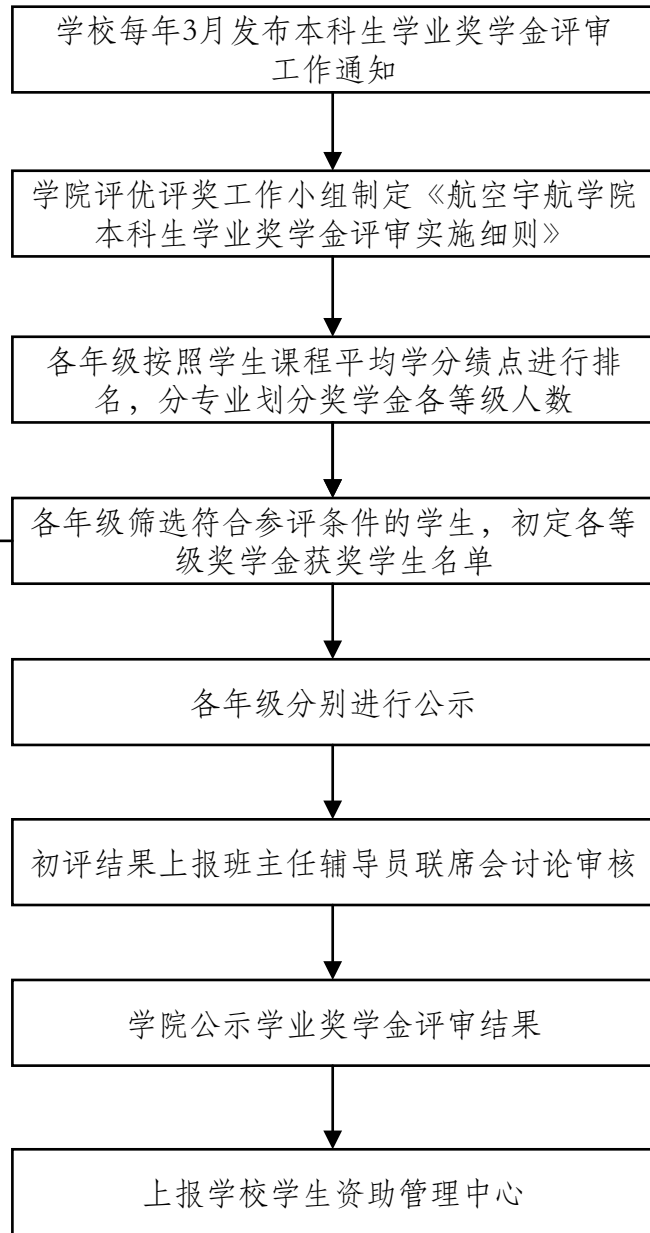 学校每年3月发布本科生学业奖学金评审
工作通知
学院评优评奖工作小组制定《航空宇航学院
本科生学业奖学金评审实施细则》
各年级按照学生课程平均学分绩点进行排
名，分专业划分奖学金各等级人数
各年级筛选符合参评条件的学生，初定各等
级奖学金获奖学生名单
各年级分别进行公示
初评结果上报班主任辅导员联席会讨论审核
学院公示学业奖学金评审结果
上报学校学生资助管理中心